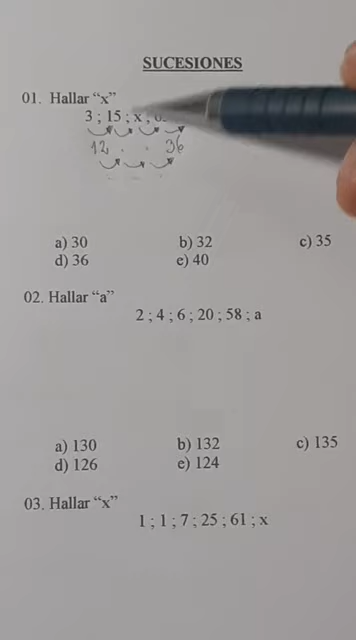 SUCESIONES
01. Hallar “x”
3 ; 15 ; x ;
12 . . 36
a) 30 b) 32 c) 35
d) 36 e) 40
02. Hallar “a”
2 ; 4 ; 6 ; 20 ; 58 ; a
a) 130 b) 132 c) 135
d) 126 e) 124
03. Hallar “x”
1 ; 1 ; 7 ; 25 ; 61 ; x